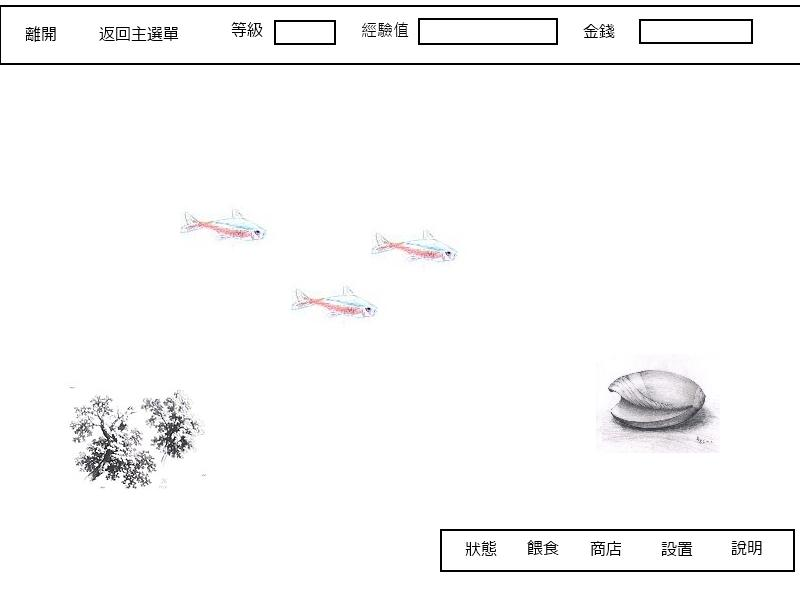 離開 返回主選單 等級 經驗值 金錢
狀態 餵食 商店 設置 說明